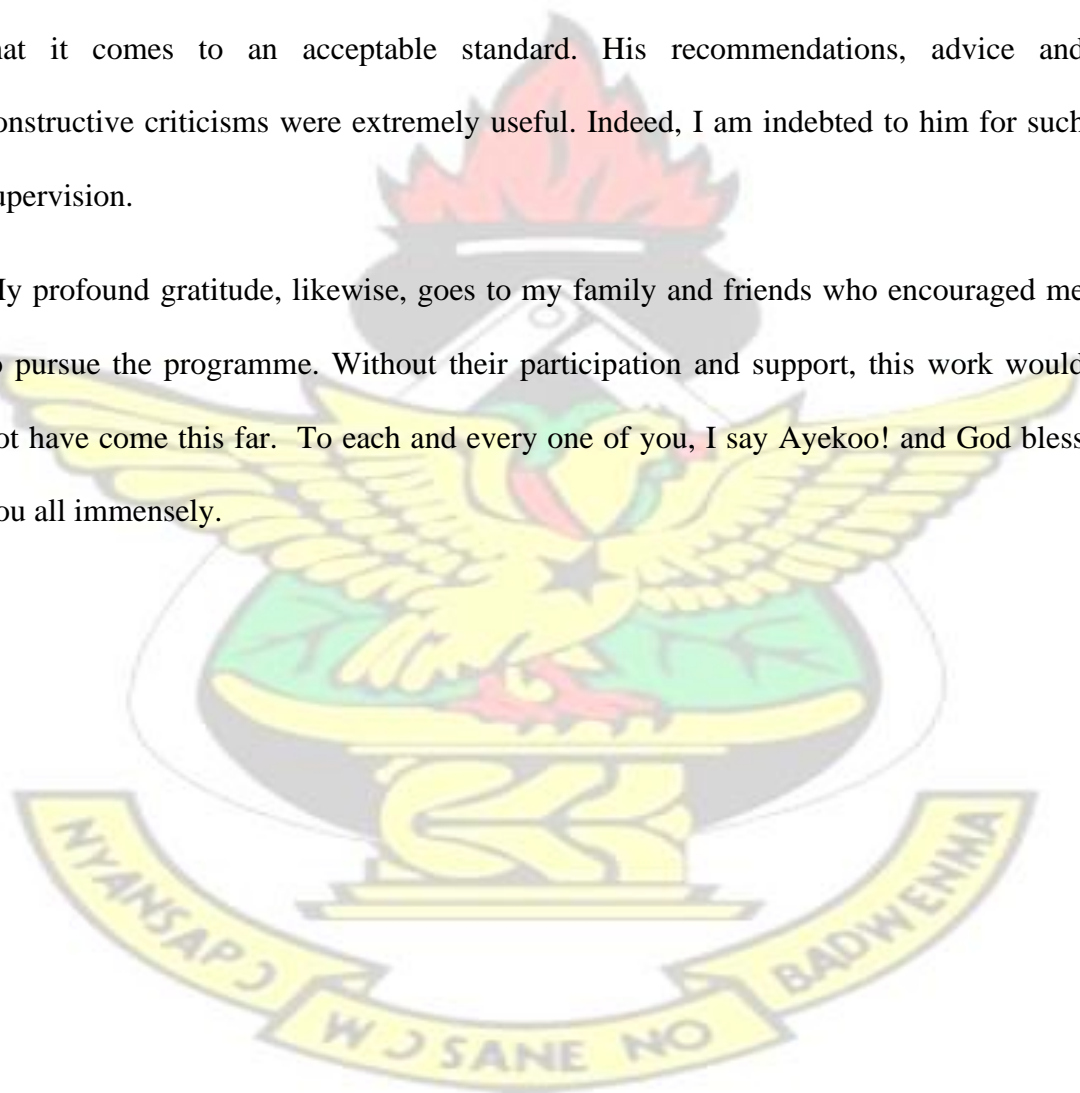 hat it comes to an acceptable standard. His recommendations, advice and
onstructive criticisms were extremely useful. Indeed, I am indebted to him for such
upervision.
My profound gratitude, likewise, goes to my family and friends who encouraged me
o pursue the programme. Without their participation and support, this work would
ot have come this far. To each and every one of you, I say Ayekoo! and God bless
ou all immensely.
NYANSAPƆ
WƆSANE NO
BADWENMA